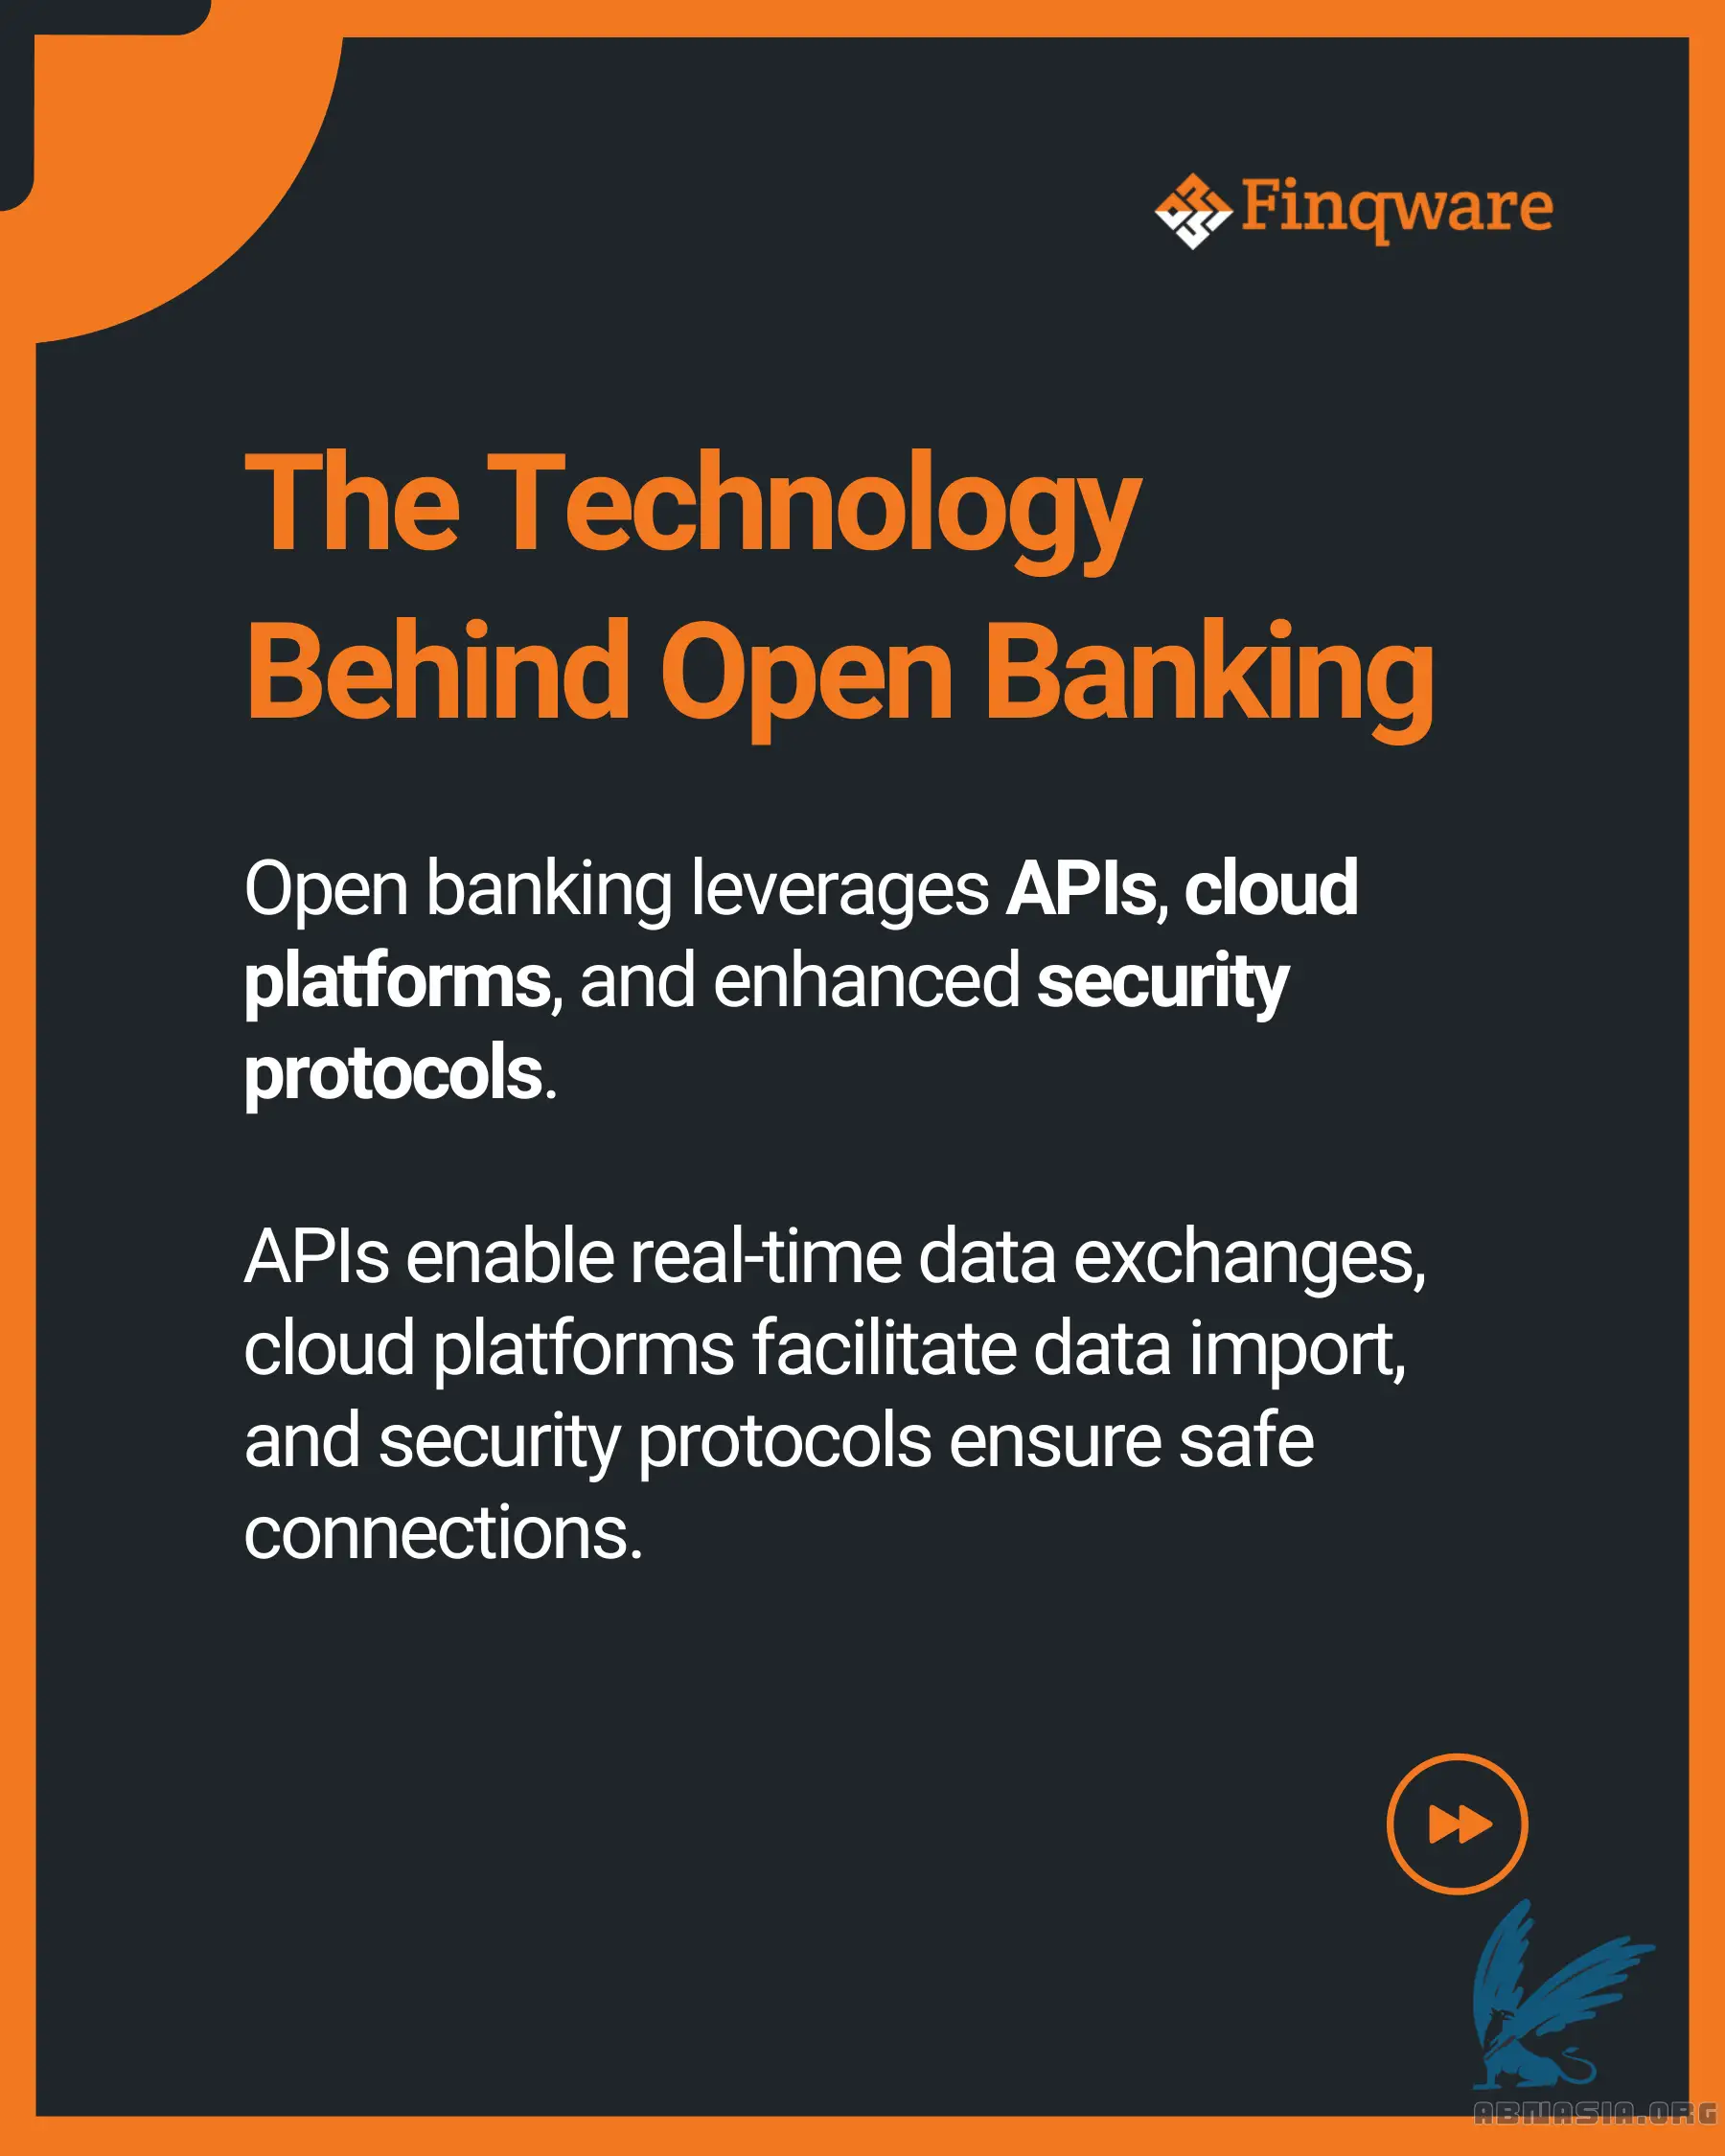 Finqware
The Technology
Behind Open Banking
Open banking leverages APIs, cloud
platforms, and enhanced security
protocols.
APIs enable real-time data exchanges,
cloud platforms facilitate data import,
and security protocols ensure safe
connections.
ABNASIA.ORG